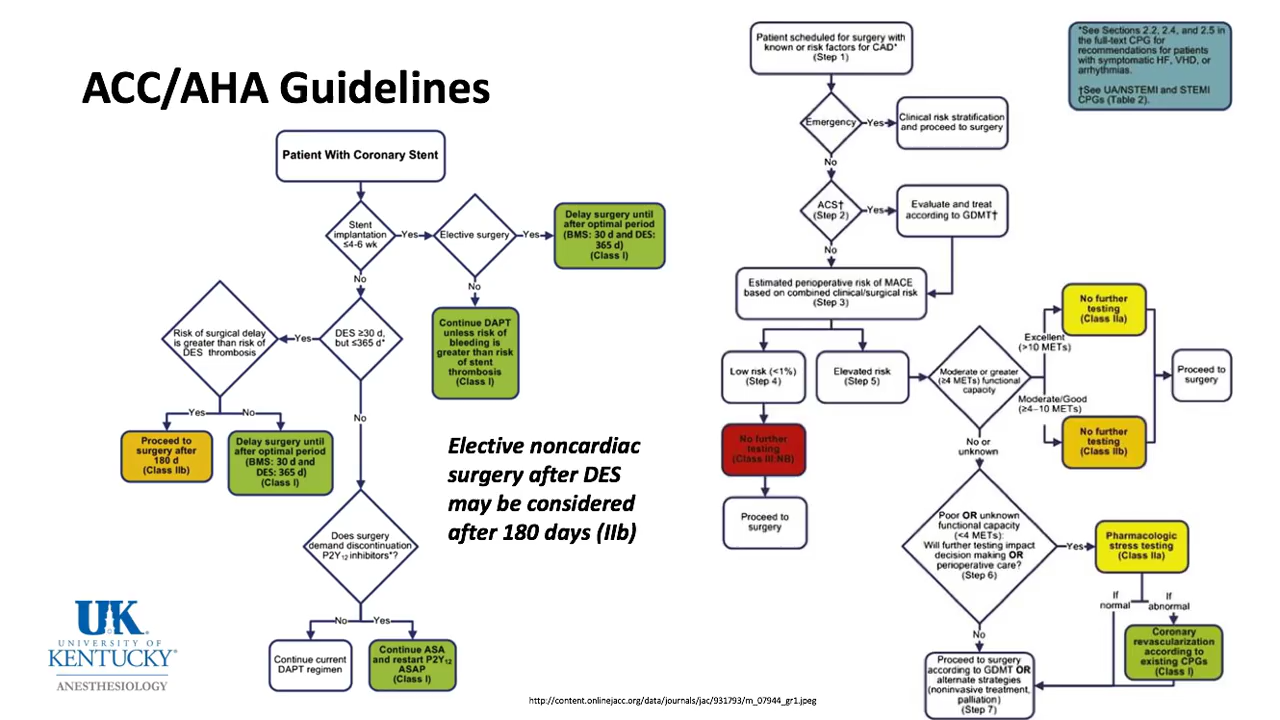 ACC/AHA Guidelines
Patient With Coronary Stent
Stent
implantation
≤4-6 wk
Yes
Elective surgery
Yes
Delay surgery until
after optimal period
(BMS: 30 d and DES:
365 d)
(Class I)
No
No
Continue DAPT
unless risk of
bleeding is
greater than risk
of stent
thrombosis
(Class I)
DES ≥30 d,
but ≤365 d*
Yes
Risk of surgical delay
is greater than risk of
DES thrombosis
Yes
No
Proceed to
surgery after
180 d
(Class IIb)
Delay surgery until
after optimal period
(BMS: 30 d and
DES: 365 d)
(Class I)
No
Does surgery
demand discontinuation
P2Y12 inhibitors*?
No
Yes
Continue current
DAPT regimen
Continue ASA
and restart P2Y12
ASAP
(Class I)
Elective noncardiac
surgery after DES
may be considered
after 180 days (IIb)
UK
UNIVERSITY OF
KENTUCKY
ANESTHESIOLOGY
Patient scheduled for surgery with
known or risk factors for CAD*
(Step 1)
*See Sections 2.2, 2.4, and 2.5 in
the full-text CPG for
recommendations for patients
with symptomatic HF, VHD, or
arrhythmias.
†See UA/NSTEMI and STEMI
CPGs (Table 2).
Emergency
Yes
Clinical risk stratification
and proceed to surgery
No
ACS†
(Step 2)
Yes
Evaluate and treat
according to GDMT†
No
Estimated perioperative risk of MACE
based on combined clinical/surgical risk
(Step 3)
Low risk (<1%)
(Step 4)
Elevated risk
(Step 5)
No further
testing
(Class III:NB)
Proceed to
surgery
Moderate or greater
(≥4 METs) functional
capacity
Excellent
(>10 METs)
No further
testing
(Class IIa)
Moderate/Good
(≥4–10 METs)
No further
testing
(Class IIb)
Proceed to
surgery
No or
unknown
Poor OR unknown
functional capacity
(<4 METs):
Will further testing impact
decision making OR
perioperative care?
(Step 6)
Yes
Pharmacologic
stress testing
(Class IIa)
If
normal
If
abnormal
Coronary
revascularization
according to
existing CPGs
(Class I)
No
Proceed to surgery
according to GDMT OR
alternate strategies
(noninvasive treatment,
palliation)
(Step 7)
http://content.onlinejacc.org/data/journals/jac/931793/m_07944_gr1.jpeg